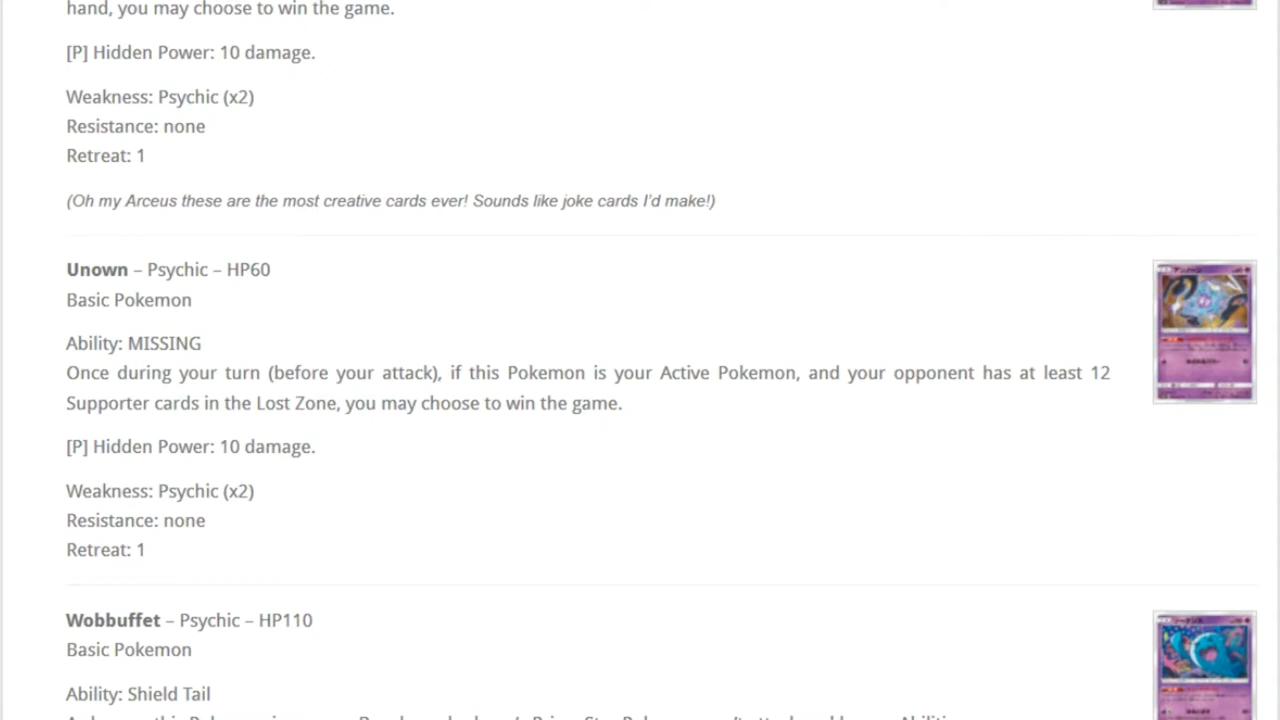 hand, you may choose to win the game.
[P] Hidden Power: 10 damage.
Weakness: Psychic (x2)
Resistance: none
Retreat: 1
(Oh my Arceus these are the most creative cards ever! Sounds like joke cards I'd make!)
Unown – Psychic – HP60
Basic Pokemon
Ability: MISSING
Once during your turn (before your attack), if this Pokemon is your Active Pokemon, and your opponent has at least 12
Supporter cards in the Lost Zone, you may choose to win the game.
[P] Hidden Power: 10 damage.
Weakness: Psychic (x2)
Resistance: none
Retreat: 1
Wobbuffet – Psychic – HP110
Basic Pokemon
Ability: Shield Tail